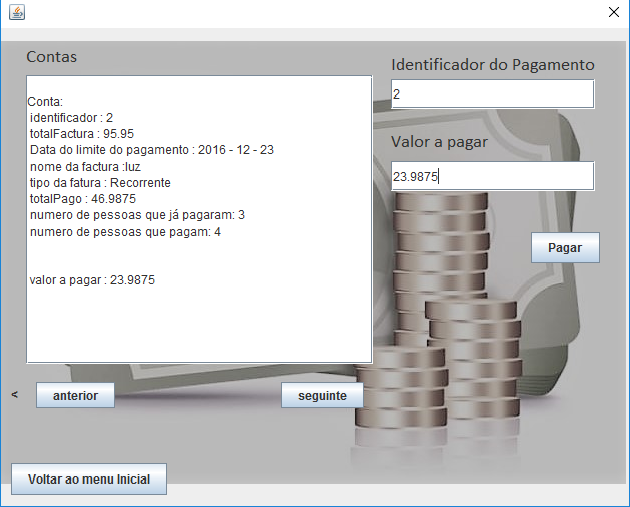 Contas
Conta:
identificador : 2
totalFactura : 95.95
Data do limite do pagamento : 2016 - 12 - 23
nome da factura :luz
tipo da fatura : Recorrente
totalPago : 46.9875
numero de pessoas que já pagaram: 3
numero de pessoas que pagam: 4
valor a pagar : 23.9875
Identificador do Pagamento
2
Valor a pagar
23.9875
Pagar
<
anterior
seguinte
Voltar ao menu Inicial